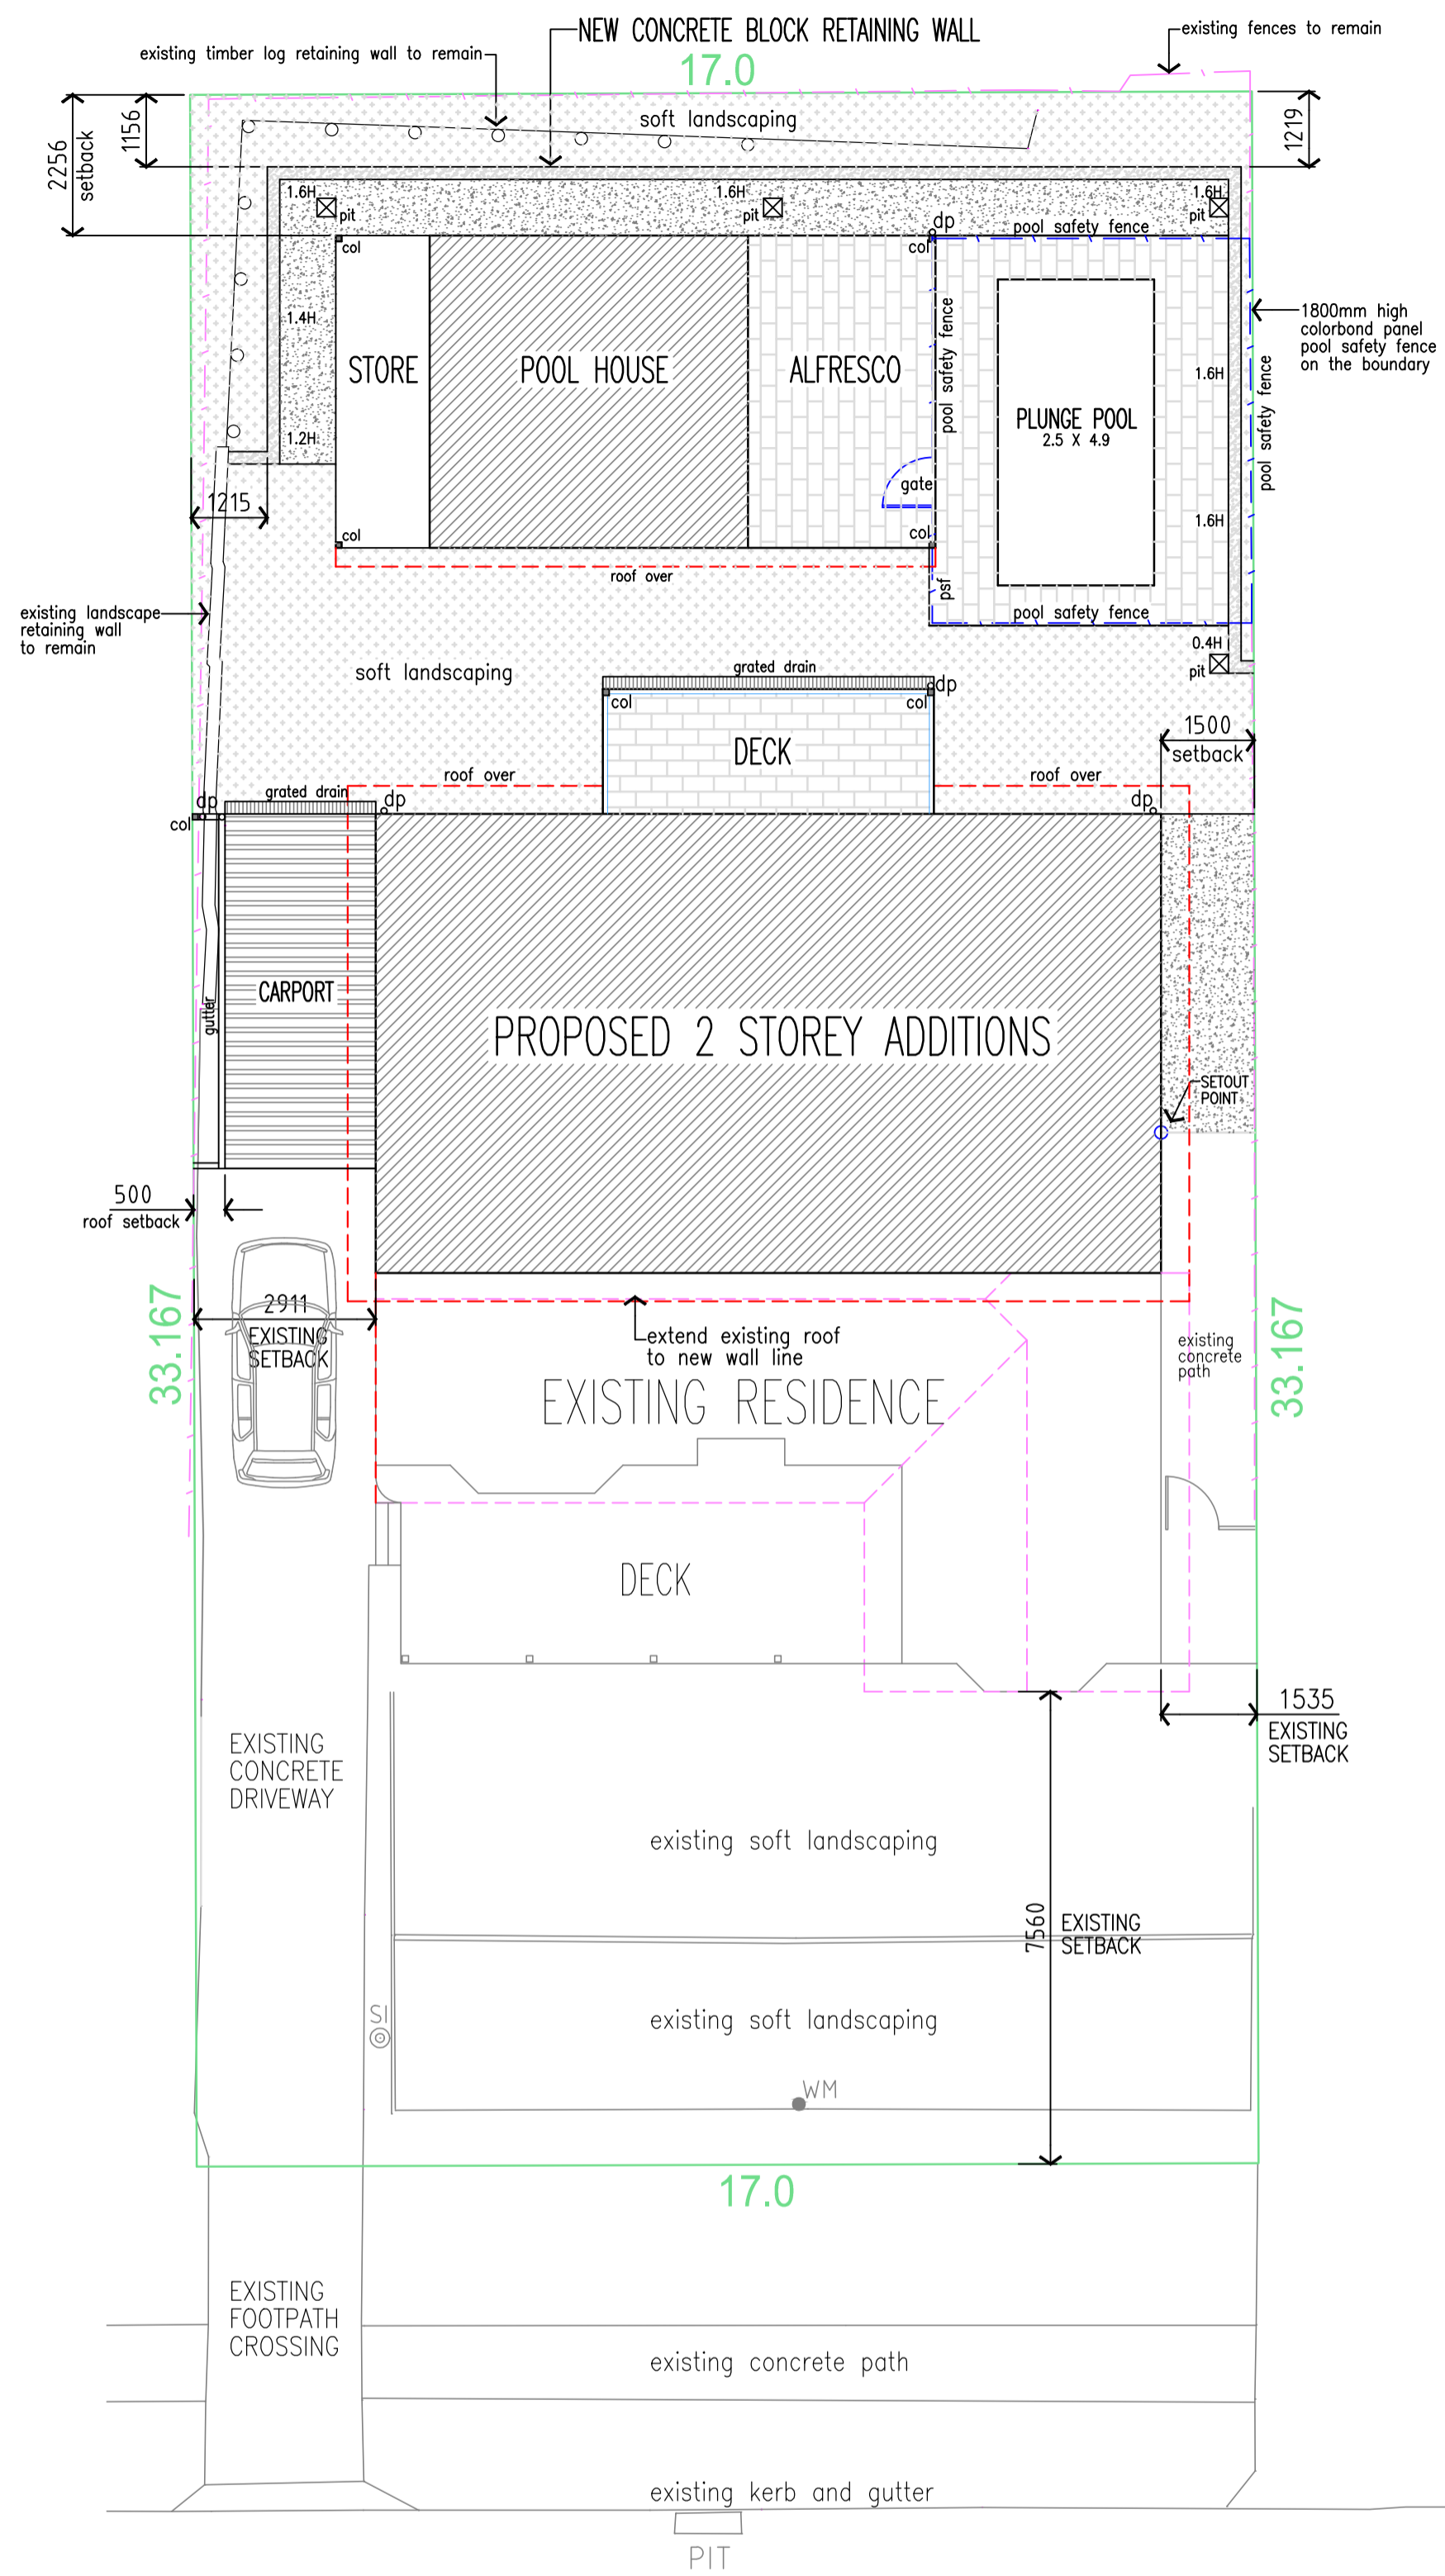 NEW CONCRETE BLOCK RETAINING WALL
existing fences to remain
existing timber log retaining wall to remain
17.0
soft landscaping
2256
setback
1156
1219
1.6H
pit
1.6H
pit
1.6H
pit
dp
col
col
pool safety fence
1.4H
1.2H
STORE
POOL HOUSE
ALFRESCO
pool safety fence
PLUNGE POOL
2.5 X 4.9
1.6H
1.6H
pool safety fence
1800mm high
colorbond panel
pool safety fence
on the boundary
gate
1215
col
col
roof over
psf
pool safety fence
existing landscape
retaining wall
to remain
0.4H
pit
soft landscaping
grated drain
dp
col
col
DECK
1500
setback
roof over
roof over
grated drain
dp
dp
dp
col
gutter
CARPORT
PROPOSED 2 STOREY ADDITIONS
SETOUT
POINT
500
roof setback
2911
EXISTING
SETBACK
33.167
33.167
extend existing roof
to new wall line
existing
concrete
path
EXISTING RESIDENCE
DECK
1535
EXISTING
SETBACK
EXISTING
CONCRETE
DRIVEWAY
existing soft landscaping
7560
EXISTING
SETBACK
SI
existing soft landscaping
WM
17.0
EXISTING
FOOTPATH
CROSSING
existing concrete path
existing kerb and gutter
PIT